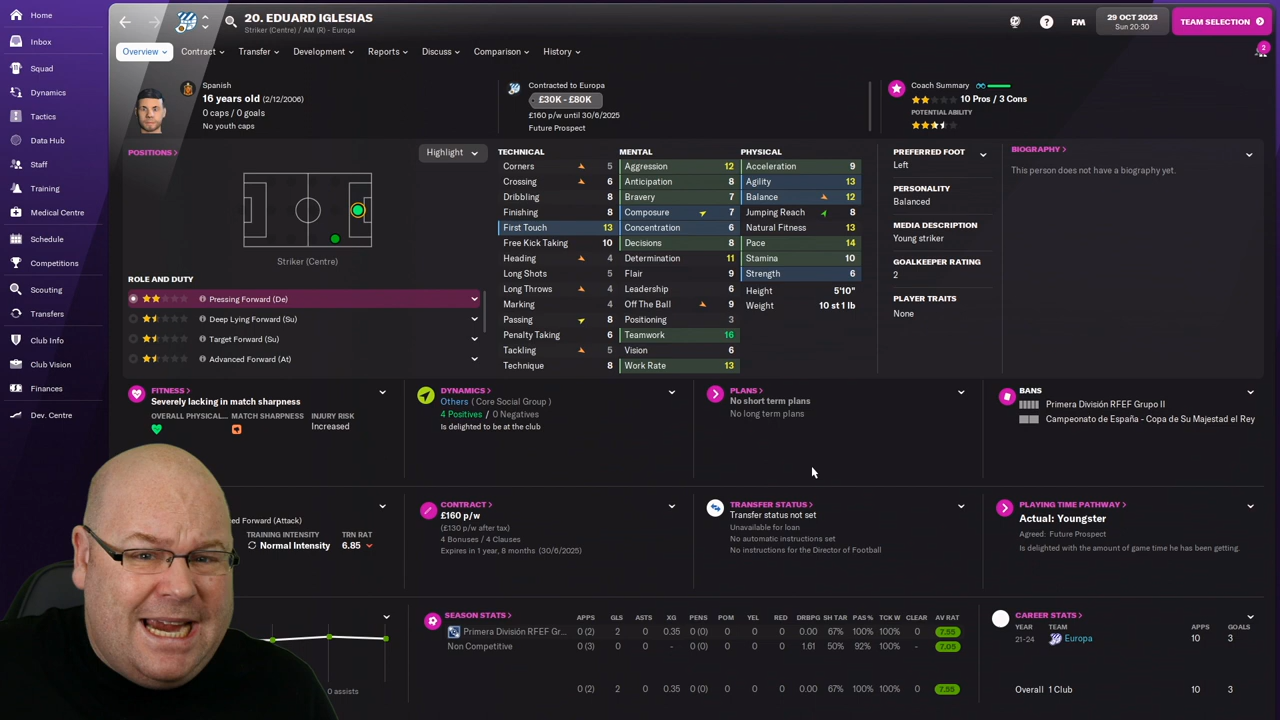 Home
Inbox
Squad
Dynamics
Tactics
Data Hub
Staff
Training
Medical Centre
Schedule
Competitions
Scouting
Transfers
Club Info
Club Vision
Finances
Dev. Centre
20. EDUARD IGLESIAS
Striker (Centre) / AM (R) - Europa
?
FM
29 OCT 2023
Sun 20:30
TEAM SELECTION
Overview
Contract
Transfer
Development
Reports
Discuss
Comparison
History
2
Spanish
16 years old (2/12/2006)
0 caps / 0 goals
No youth caps
Contracted to Europa
£30K - £80K
£160 p/w until 30/6/2025
Future Prospect
Coach Summary
10 Pros / 3 Cons
POTENTIAL ABILITY
POSITIONS
Highlight
Striker (Centre)
ROLE AND DUTY
Pressing Forward (De)
Deep Lying Forward (Su)
Target Forward (Su)
Advanced Forward (At)
TECHNICAL
Corners 5
Crossing 6
Dribbling 8
Finishing 8
First Touch 13
Free Kick Taking 10
Heading 4
Long Shots 5
Long Throws 4
Marking 4
Passing 8
Penalty Taking 6
Tackling 5
Technique 8
MENTAL
Aggression 12
Anticipation 8
Bravery 7
Composure 7
Concentration 6
Decisions 8
Determination 11
Flair 9
Leadership 6
Off The Ball 9
Positioning 3
Teamwork 16
Vision 6
Work Rate 13
PHYSICAL
Acceleration 9
Agility 13
Balance 12
Jumping Reach 8
Natural Fitness 13
Pace 14
Stamina 10
Strength 6
Height 5'10"
Weight 10 st 1 lb
PREFERRED FOOT
Left
PERSONALITY
Balanced
MEDIA DESCRIPTION
Young striker
GOALKEEPER RATING
2
PLAYER TRAITS
None
BIOGRAPHY
This person does not have a biography yet.
FITNESS
Severely lacking in match sharpness
OVERALL PHYSICAL... MATCH SHARPNESS INJURY RISK
Increased
DYNAMICS
Others ( Core Social Group )
4 Positives / 0 Negatives
Is delighted to be at the club
PLANS
No short term plans
No long term plans
BANS
Primera División RFEF Grupo II
Campeonato de España - Copa de Su Majestad el Rey
Forward (Attack)
TRAINING INTENSITY TRN RAT
Normal Intensity 6.85
CONTRACT
£160 p/w
(£130 p/w after tax)
4 Bonuses / 4 Clauses
Expires in 1 year, 8 months (30/6/2025)
TRANSFER STATUS
Transfer status not set
Unavailable for loan
No automatic instructions set
No instructions for the Director of Football
PLAYING TIME PATHWAY
Actual: Youngster
Agreed: Future Prospect
Is delighted with the amount of game time he has been getting.
0 assists
SEASON STATS APPS GLS ASTS XG PENS POM YEL RED DRBPG SH TAR PAS % TCK W CLEAR AV RAT
Primera División RFEF Gr... 0 (2) 2 0 0.35 0 (0) 0 0 0 0.00 67% 100% 100% 0 7.55
Non Competitive 0 (3) 0 0 - 0 (0) 0 0 0 1.61 50% 92% 100% - 7.05
0 (2) 2 0 0.35 0 (0) 0 0 0 0.00 67% 100% 100% 0 7.55
CAREER STATS
YEAR TEAM APPS GOALS
21-24 Europa 10 3
Overall 1 Club 10 3